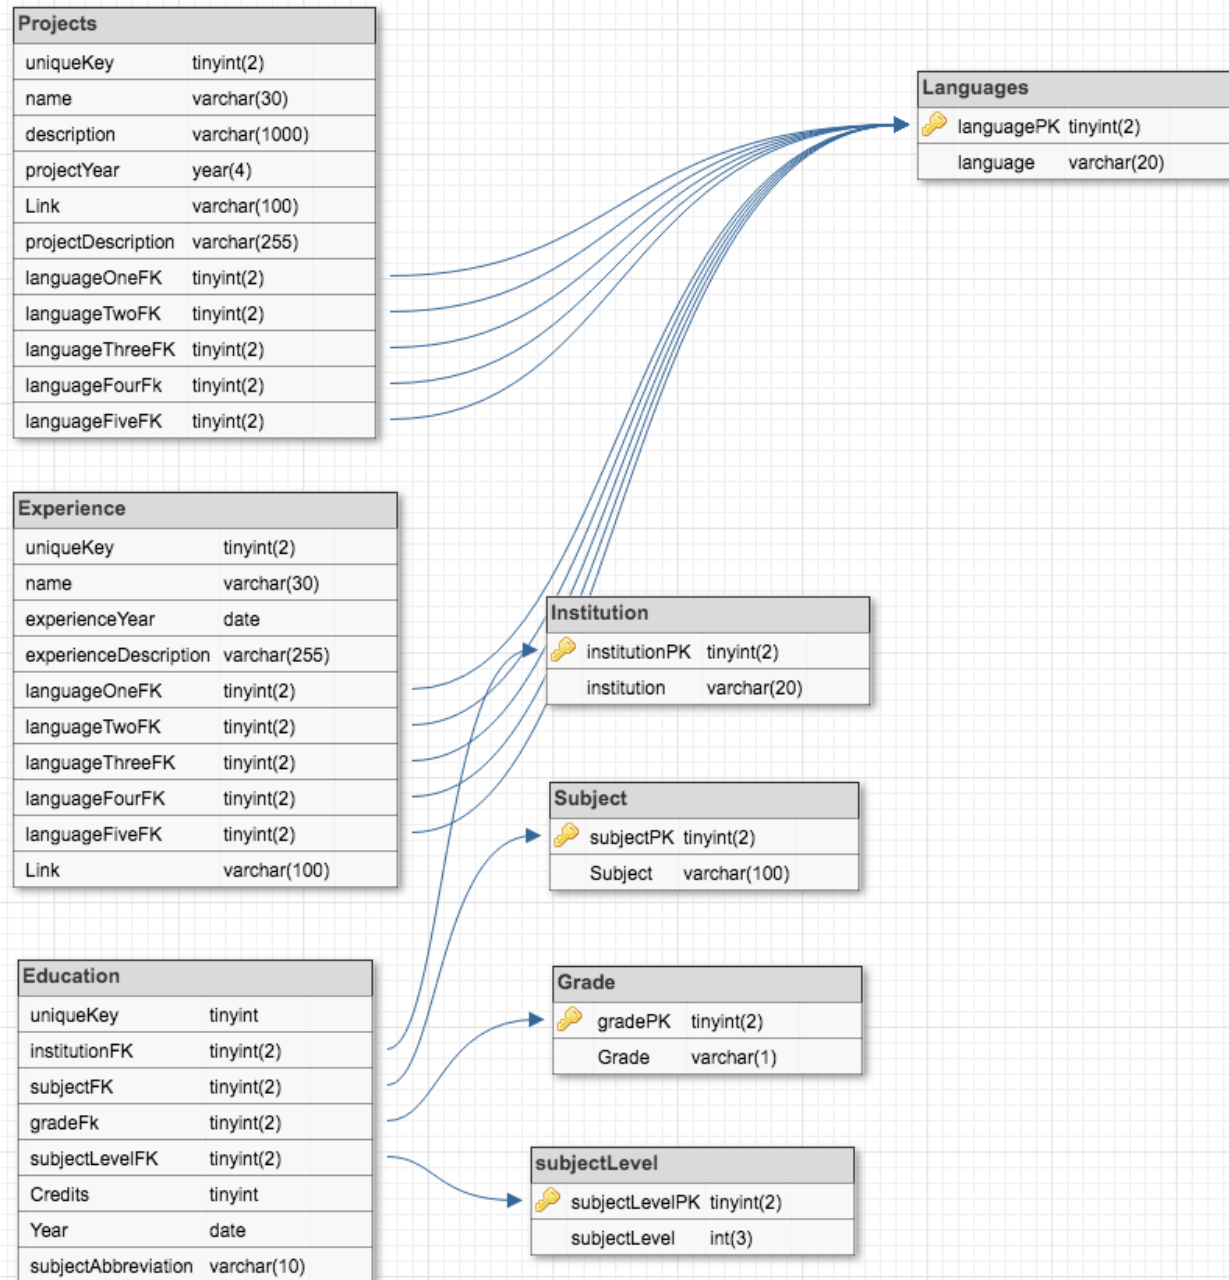 Projects
uniqueKey tinyint(2)
name varchar(30)
description varchar(1000)
projectYear year(4)
Link varchar(100)
projectDescription varchar(255)
languageOneFK tinyint(2)
languageTwoFK tinyint(2)
languageThreeFK tinyint(2)
languageFourFk tinyint(2)
languageFiveFK tinyint(2)
Languages
languagePK tinyint(2)
language varchar(20)
Experience
uniqueKey tinyint(2)
name varchar(30)
experienceYear date
experienceDescription varchar(255)
languageOneFK tinyint(2)
languageTwoFK tinyint(2)
languageThreeFK tinyint(2)
languageFourFK tinyint(2)
languageFiveFK tinyint(2)
Link varchar(100)
Institution
institutionPK tinyint(2)
institution varchar(20)
Subject
subjectPK tinyint(2)
Subject varchar(100)
Education
uniqueKey tinyint
institutionFK tinyint(2)
subjectFK tinyint(2)
gradeFk tinyint(2)
subjectLevelFK tinyint(2)
Credits tinyint
Year date
subjectAbbreviation varchar(10)
Grade
gradePK tinyint(2)
Grade varchar(1)
subjectLevel
subjectLevelPK tinyint(2)
subjectLevel int(3)